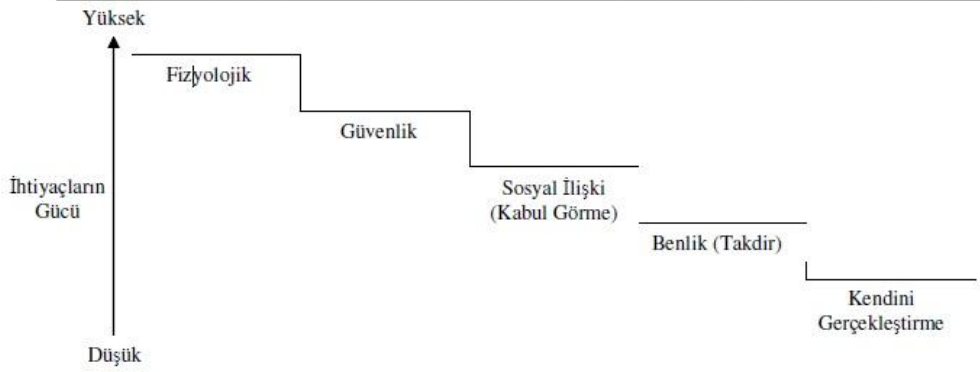 Yüksek
Fizyolojik
Güvenlik
İhtiyaçların
Gücü
Sosyal İlişki
(Kabul Görme)
Benlik (Takdir)
Kendini
Gerçekleştirme
Düşük